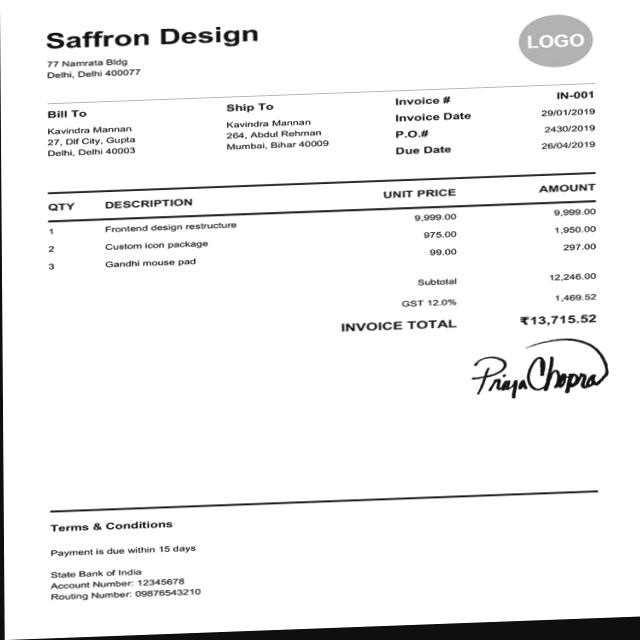 Saffron Design
LOGO
77 Namrata Bldg
Delhi, Delhi 400077
Bill To
Kavindra Mannan
27, Dlf City, Gupta
Delhi, Delhi 40003
Ship To
Kavindra Mannan
264, Abdul Rehman
Mumbai, Bihar 40009
Invoice # IN-001
Invoice Date 29/01/2019
P.O.# 2430/2019
Due Date 26/04/2019
QTY DESCRIPTION UNIT PRICE AMOUNT
1 Frontend design restructure 9,999.00 9,999.00
2 Custom icon package 975.00 1,950.00
3 Gandhi mouse pad 99.00 297.00
Subtotal 12,246.00
GST 12.0% 1,469.52
INVOICE TOTAL ₹13,715.52
Priya Chopra
Terms & Conditions
Payment is due within 15 days
State Bank of India
Account Number: 12345678
Routing Number: 09876543210